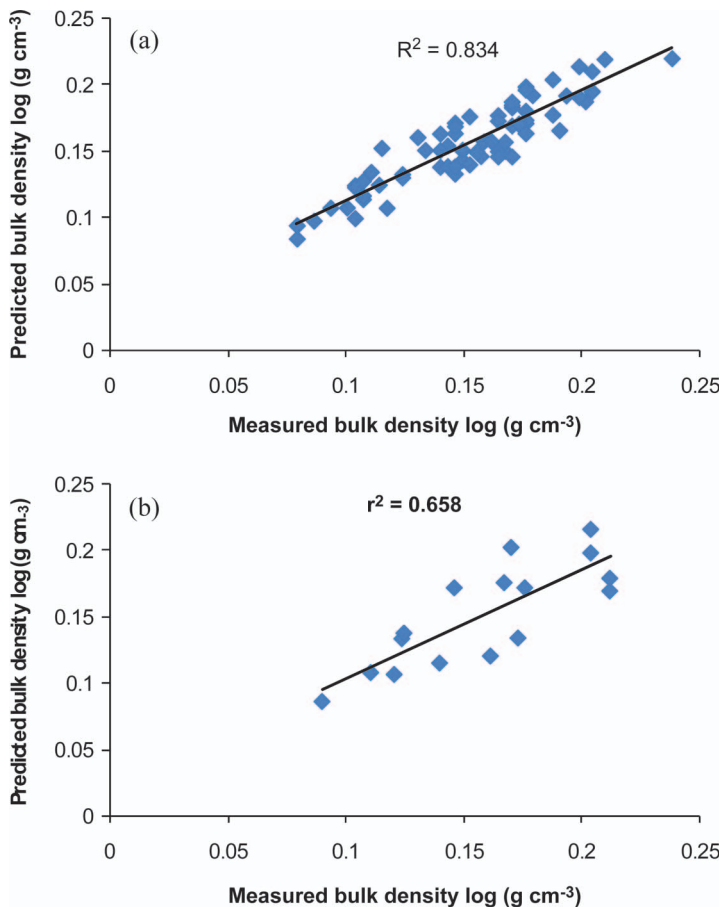 (a)
R² = 0.834
Predicted bulk density log (g cm⁻³)
0.25
0.2
0.15
0.1
0.05
0
0 0.05 0.1 0.15 0.2 0.25
Measured bulk density log (g cm⁻³)
(b)
r² = 0.658
Predicted bulk density log (g cm₋₃)
0.25
0.2
0.15
0.1
0.05
0
0 0.05 0.1 0.15 0.2 0.25
Measured bulk density log (g cm⁻³)